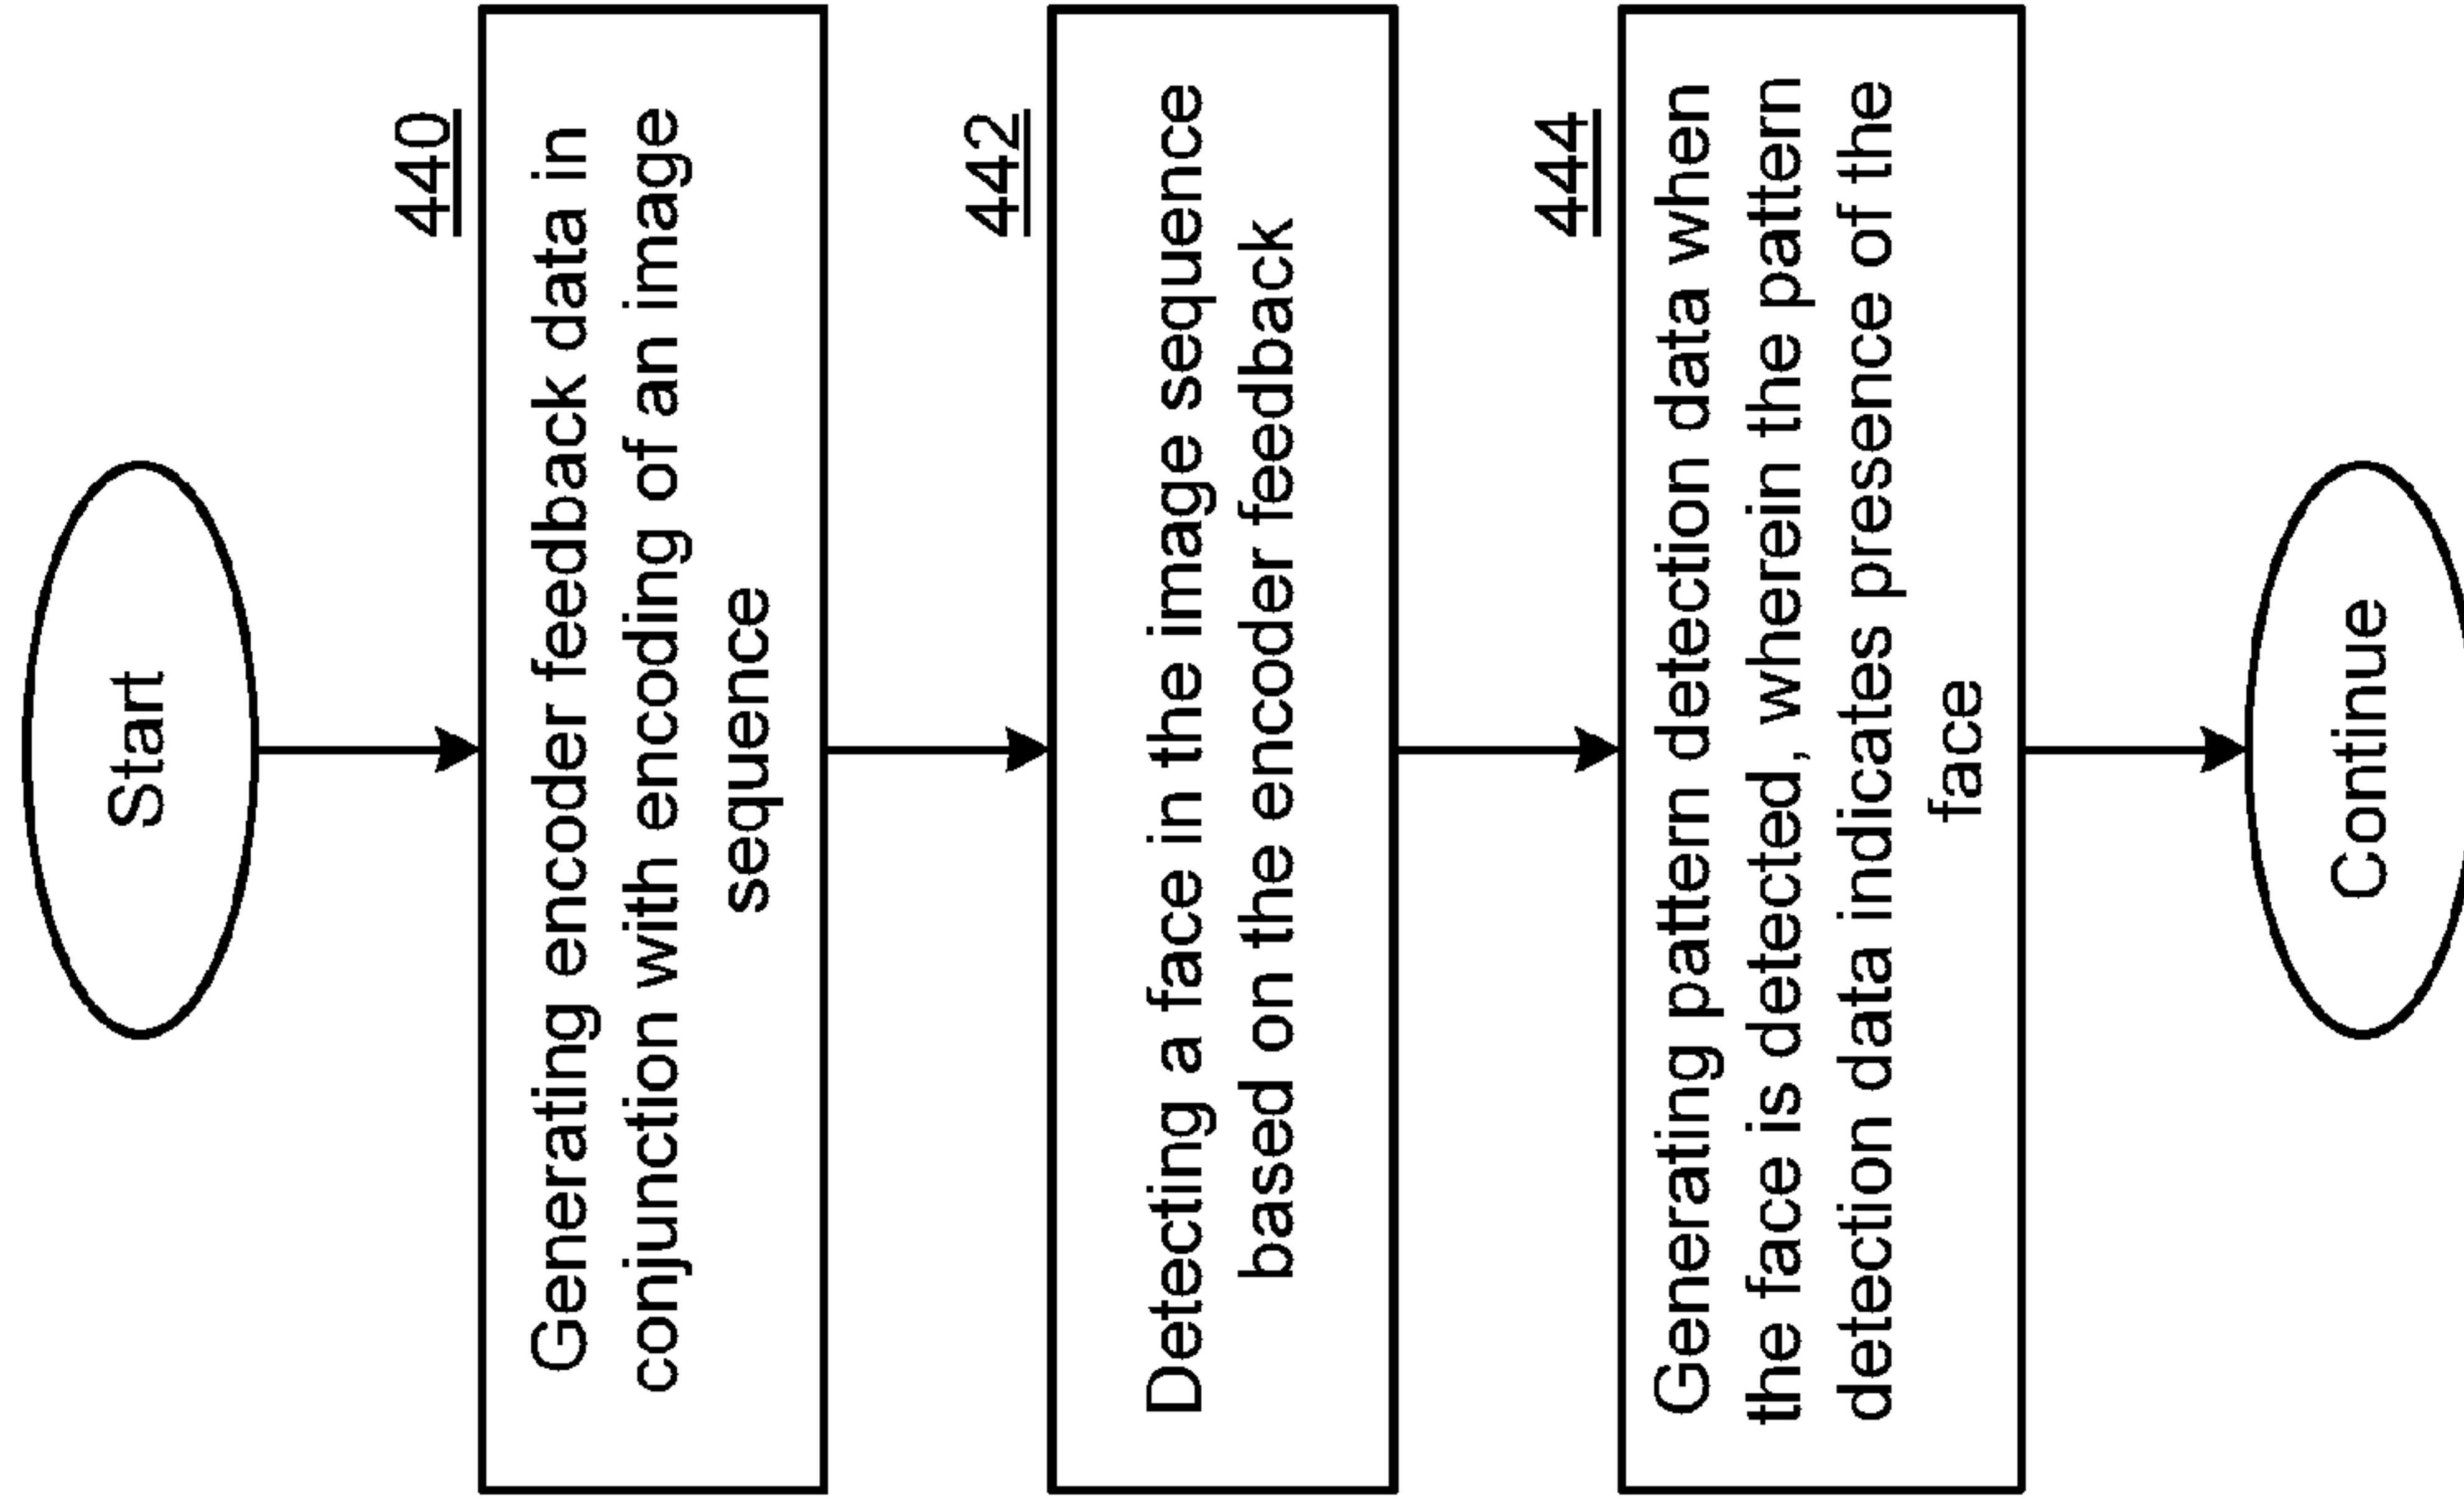 Start
440
Generating encoder feedback data in
conjunction with encoding of an image
sequence
442
Detecting a face in the image sequence
based on the encoder feedback
444
Generating pattern detection data when
the face is detected, wherein the pattern
detection data indicates presence of the
face
Continue